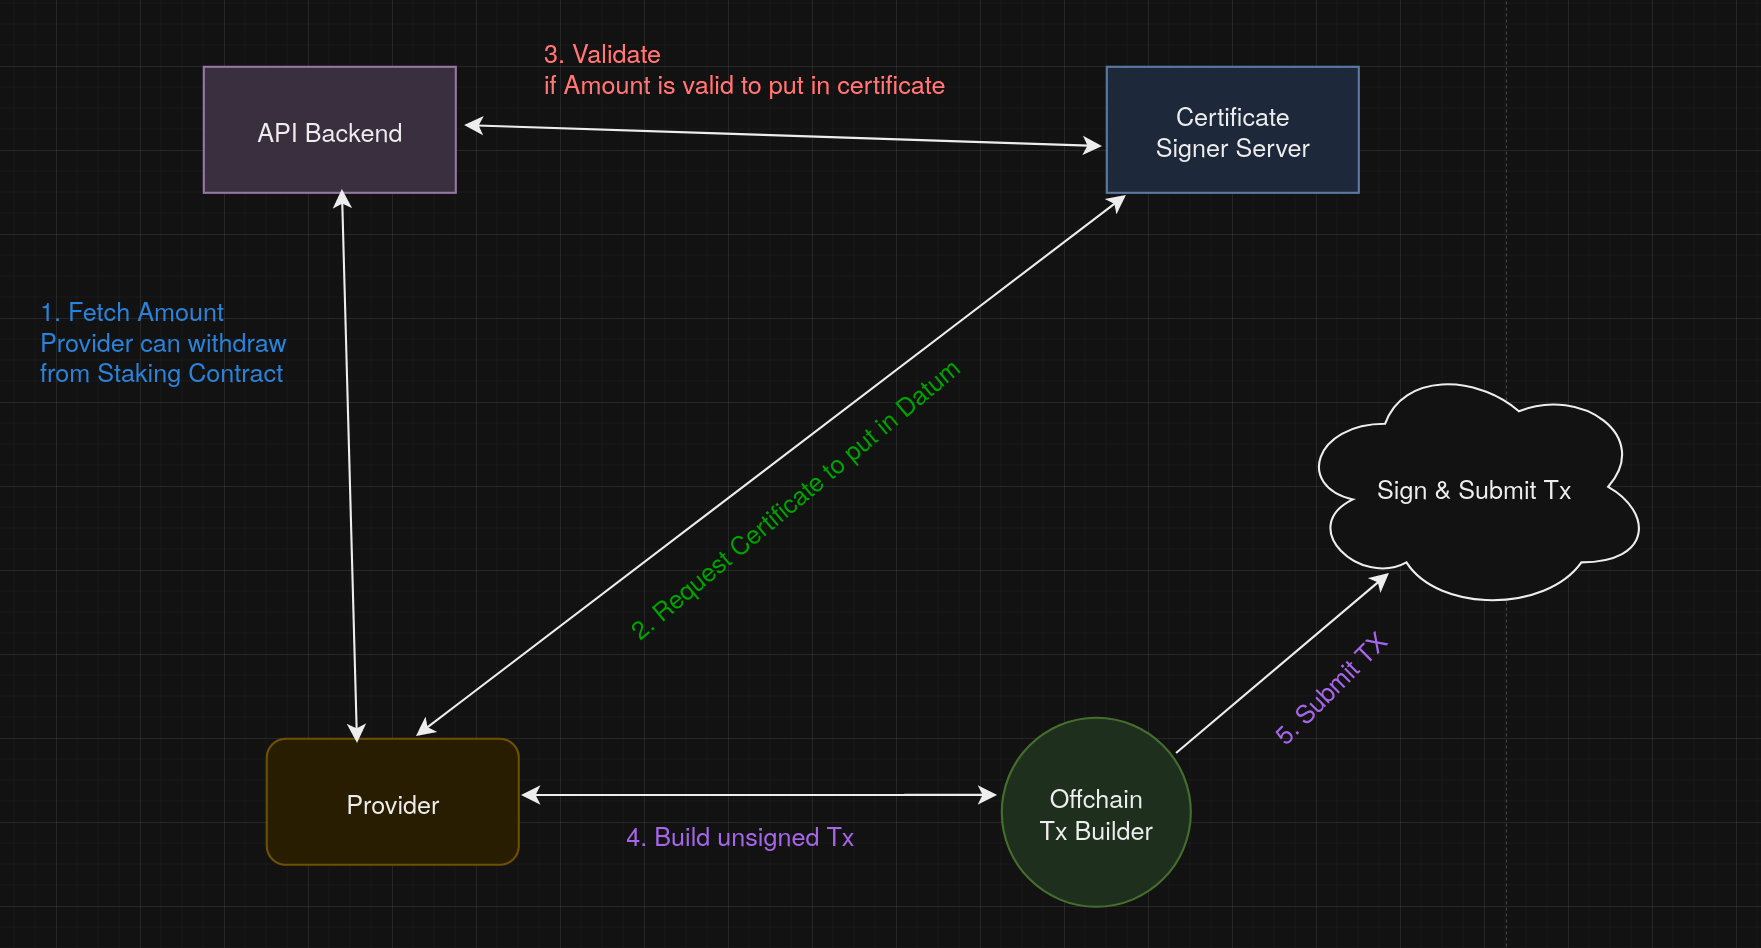 3. Validate
if Amount is valid to put in certificate
API Backend
Certificate
Signer Server
1. Fetch Amount
Provider can withdraw
from Staking Contract
2. Request Certificate to put in Datum
Sign & Submit Tx
5. Submit TX
Provider
4. Build unsigned Tx
Offchain
Tx Builder